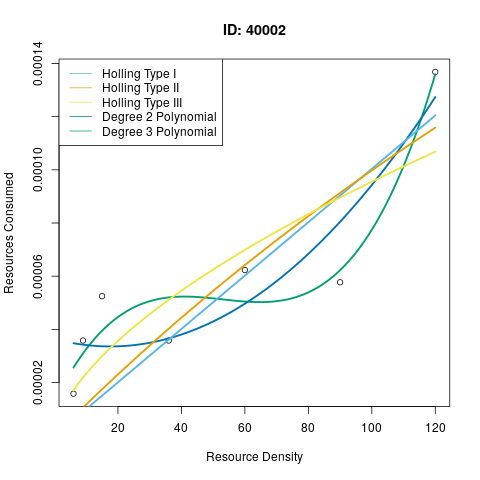 ID: 40002
Holling Type I
Holling Type II
Holling Type III
Degree 2 Polynomial
Degree 3 Polynomial
Resources Consumed
0.00014
0.00010
0.00006
0.00002
20 40 60 80 100 120
Resource Density